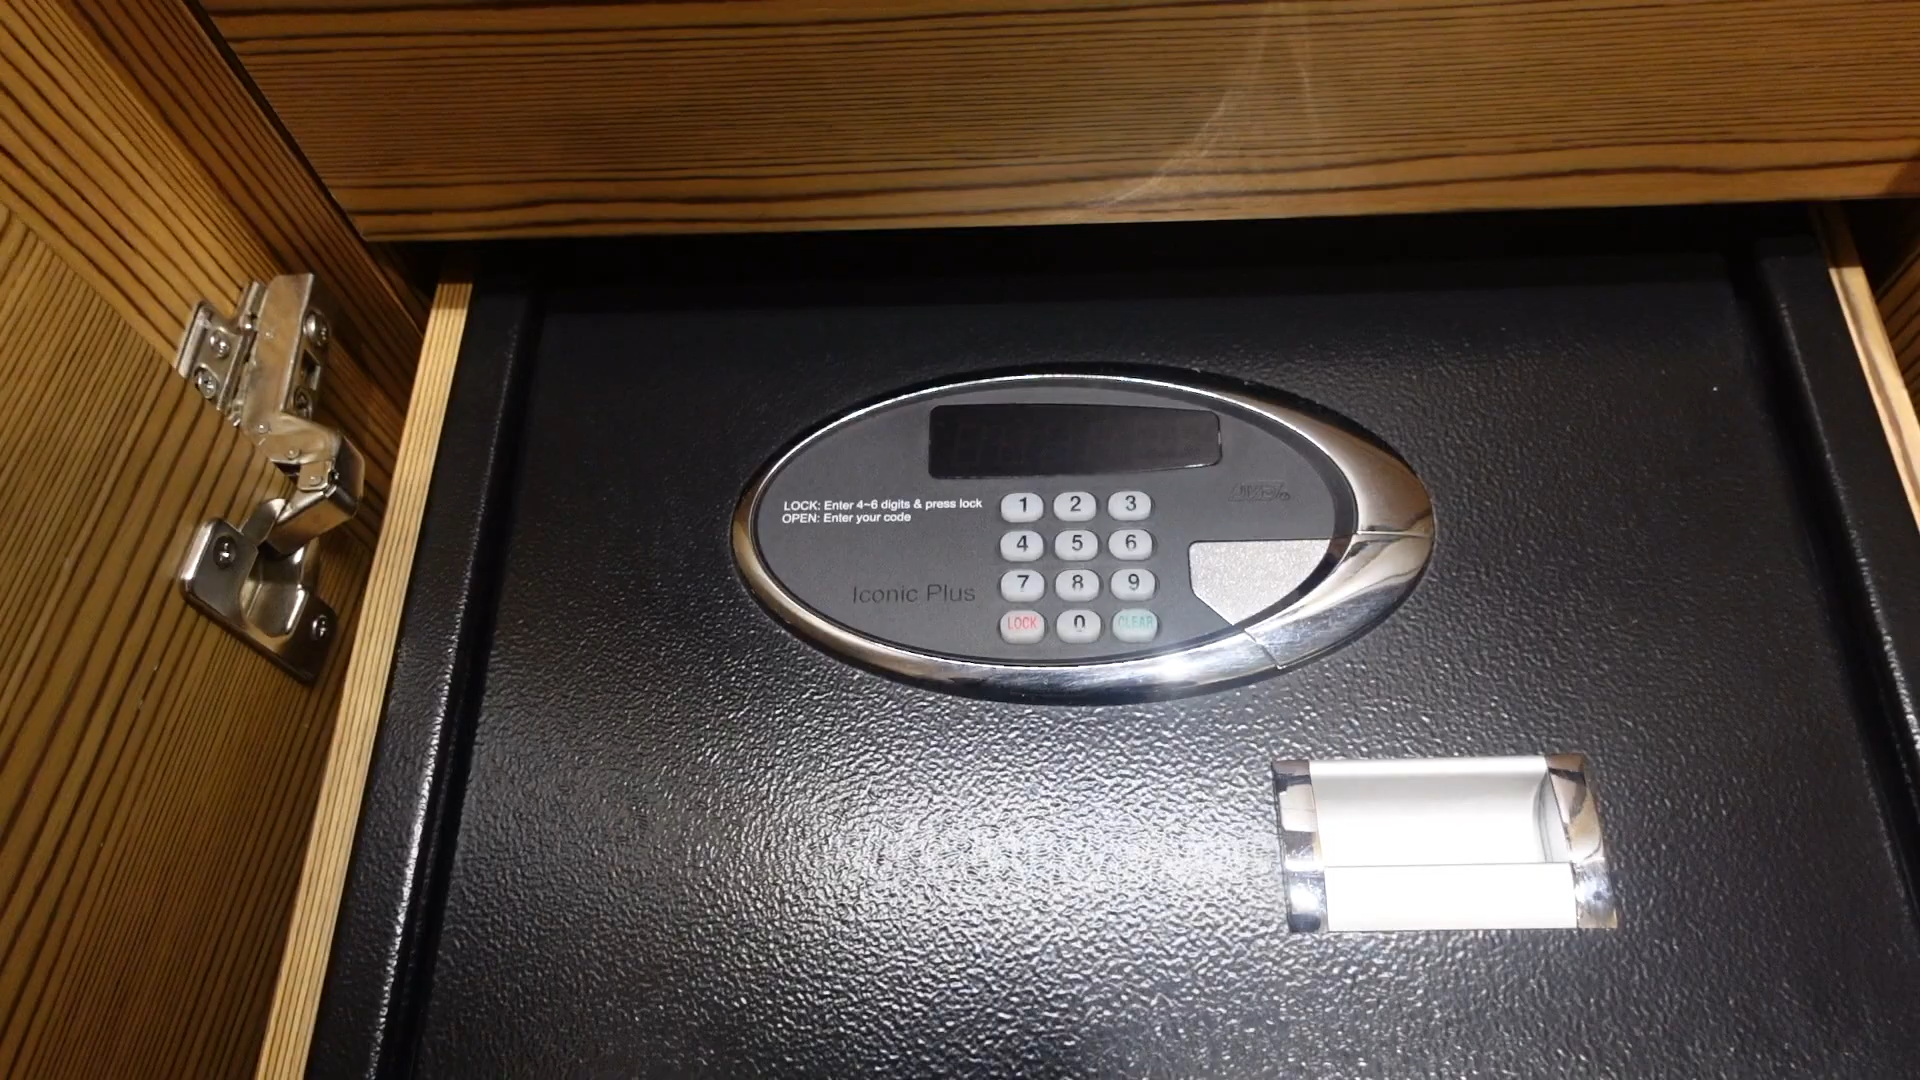 LOCK: Enter 4~6 digits & press lock
OPEN: Enter your code
Iconic Plus
1 2 3
4 5 6
7 8 9
LOCK 0 CLEAR